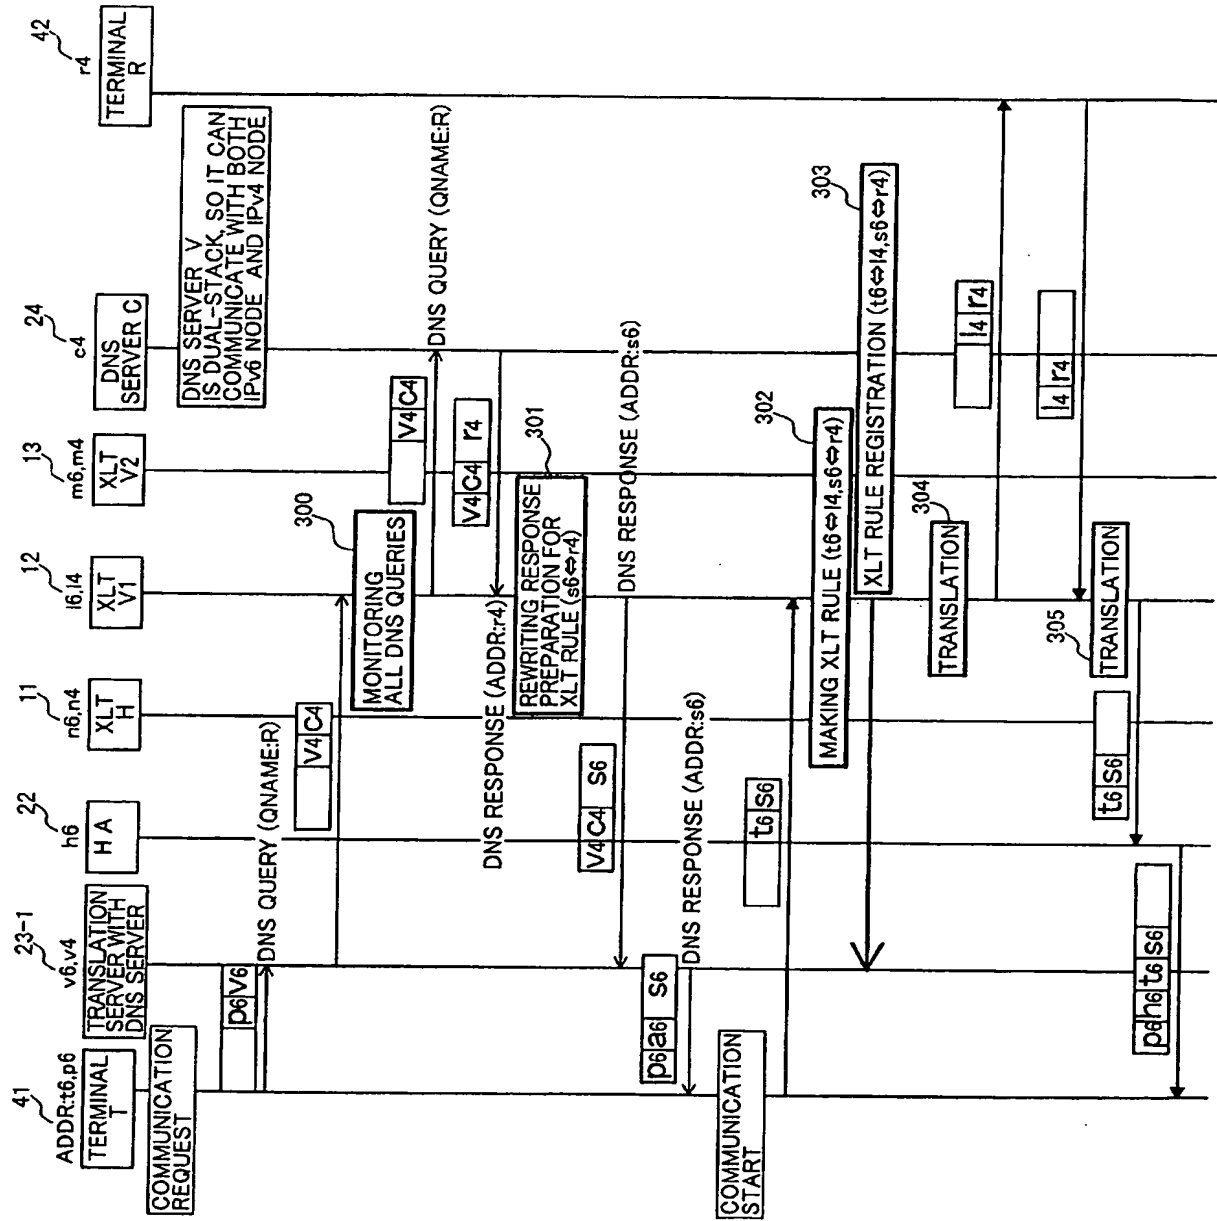 41
ADDR:t6,p6
TERMINAL
T
23-1
v6,v4
TRANSLATION
SERVER WITH
DNS SERVER
22
h6
H A
11
n6,n4
XLT
H
12
l6,l4
XLT
V1
13
m6,m4
XLT
V2
24
c4
DNS
SERVER C
42
r4
TERMINAL
R
COMMUNICATION
REQUEST
DNS SERVER V
IS DUAL-STACK, SO IT CAN
COMMUNICATE WITH BOTH
IPv6 NODE AND IPv4 NODE
p6 v6
DNS QUERY (QNAME:R)
V4 C4
300
MONITORING
ALL DNS QUERIES
V4 C4
DNS QUERY (QNAME:R)
V4 C4 r4
DNS RESPONSE (ADDR:r4)
301
REWRITING RESPONSE
PREPARATION FOR
XLT RULE (s6⇔r4)
V4 C4 s6
DNS RESPONSE (ADDR:s6)
p6 a6 s6
DNS RESPONSE (ADDR:s6)
COMMUNICATION
START
t6 s6
302
MAKING XLT RULE (t6⇔l4,s6⇔r4)
303
XLT RULE REGISTRATION (t6⇔l4,s6⇔r4)
304
TRANSLATION
l4 r4
l4 r4
305
TRANSLATION
t6 s6
p6 h6 t6 s6